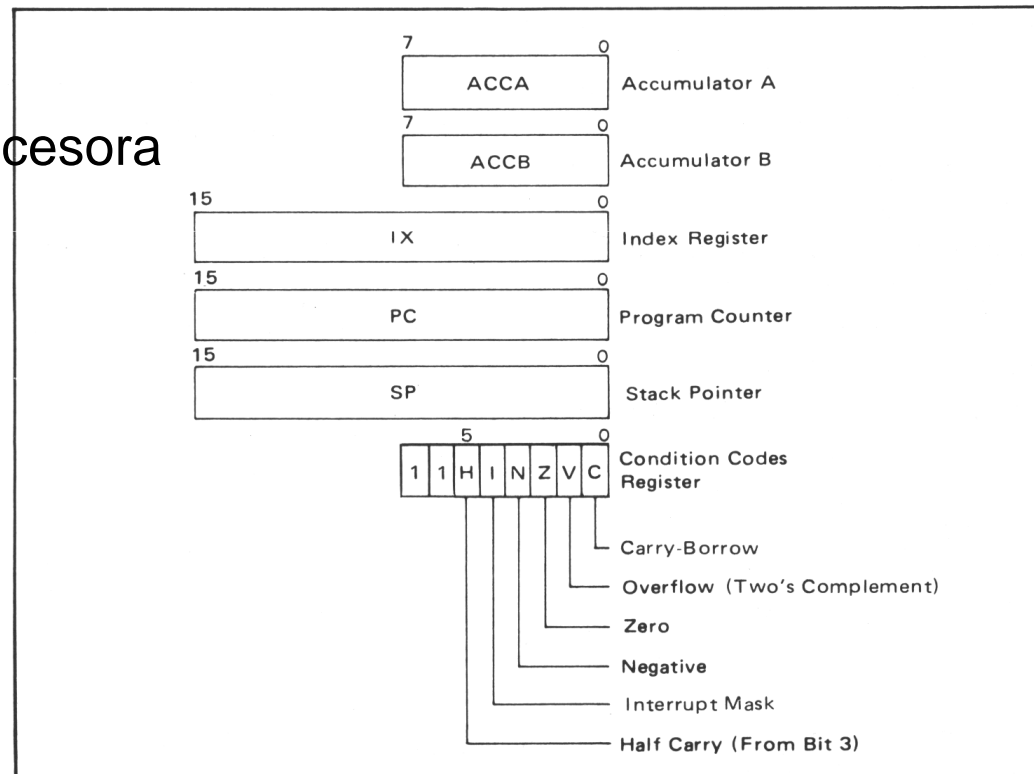 7 0
ACCA Accumulator A
7 0
cesora
ACCB Accumulator B
15 0
IX Index Register
15 0
PC Program Counter
15 0
SP Stack Pointer
5 0
1 1 H I N Z V C Condition Codes
Register
Carry-Borrow
Overflow (Two's Complement)
Zero
Negative
Interrupt Mask
Half Carry (From Bit 3)